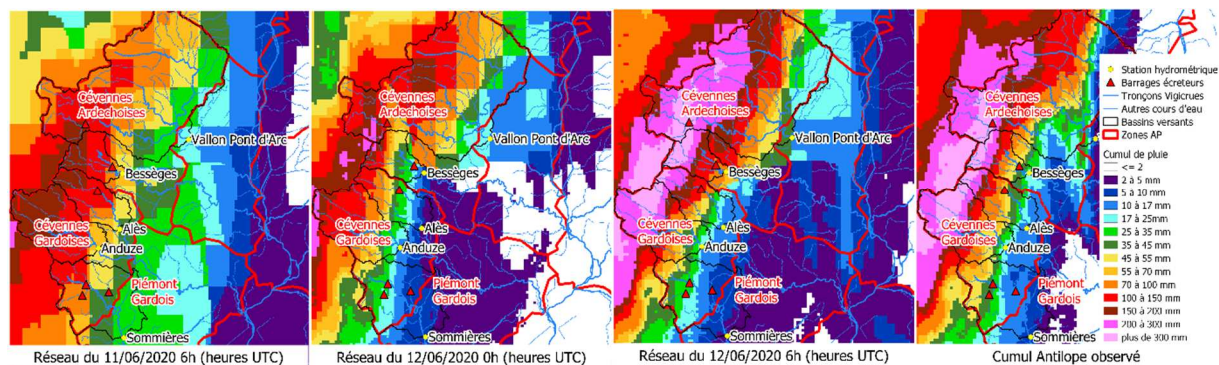 Cévennes
Ardechoises
Vallon Pont d'Arc
Bessèges
Cévennes
Gardoises
Alès
Anduze
Piémont
Gardois
Sommières
Réseau du 11/06/2020 6h (heures UTC)
Cévennes
Ardechoises
Vallon Pont d'Arc
Bessèges
Cévennes
Gardoises
Alès
Anduze
Piémont
Gardois
Sommières
Réseau du 12/06/2020 0h (heures UTC)
Cévennes
Ardechoises
Vallon Pont d'Arc
Bessèges
Cévennes
Gardoises
Alès
Anduze
Piémont
Gardois
Sommières
Réseau du 12/06/2020 6h (heures UTC)
Cévennes
Ardechoises
Bessèges
Cévennes
Gardoises
Alès
Anduze
Piémont
Gardois
Sommières
Cumul Antilope observé
Station hydrométrique
Barrages écreteurs
Tronçons Vigicrues
Autres cours d'eau
Bassins versants
Zones AP
Cumul de pluie
<= 2
2 à 5 mm
5 à 10 mm
10 à 17 mm
17 à 25mm
25 à 35 mm
35 à 45 mm
45 à 55 mm
55 à 70 mm
70 à 100 mm
100 à 150 mm
150 à 200 mm
200 à 300 mm
plus de 300 mm